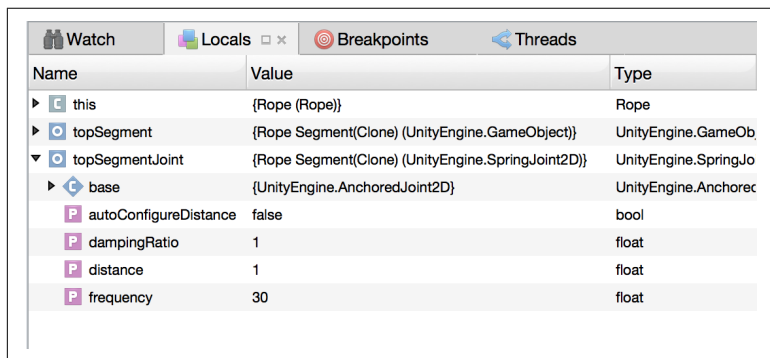 Watch Locals Breakpoints Threads
Name Value Type
C this {Rope (Rope)} Rope
O topSegment {Rope Segment(Clone) (UnityEngine.GameObject)} UnityEngine.GameObj
O topSegmentJoint {Rope Segment(Clone) (UnityEngine.SpringJoint2D)} UnityEngine.SpringJo
C base {UnityEngine.AnchoredJoint2D} UnityEngine.Anchored
P autoConfigureDistance false bool
P dampingRatio 1 float
P distance 1 float
P frequency 30 float